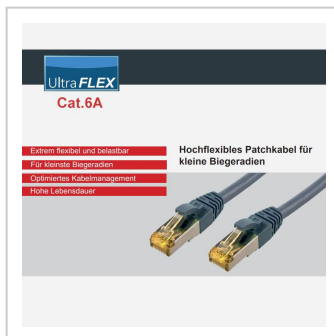 Ultra FLEX
Cat.6A
Extrem flexibel und belastbar
Für kleinste Biegeradien
Optimiertes Kabelmanagement
Hohe Lebensdauer
Hochflexibles Patchkabel für
kleine Biegeradien